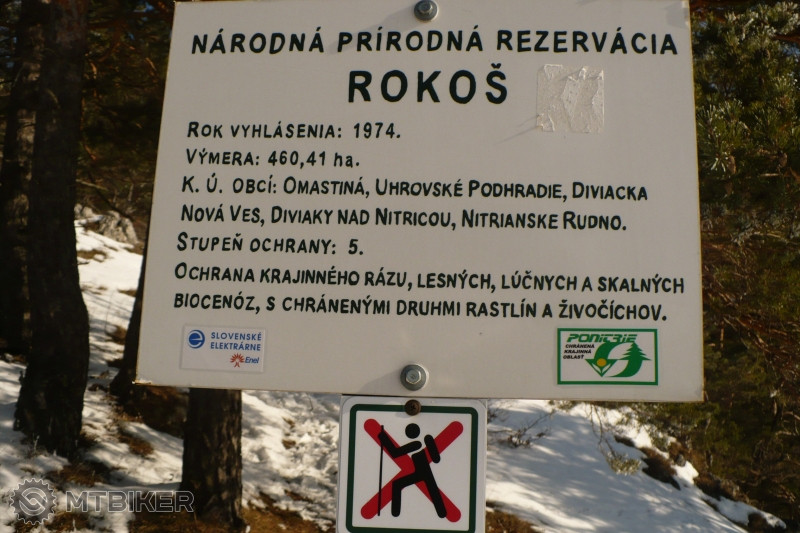 NÁRODNÁ PRÍRODNÁ REZERVÁCIA
ROKOŠ
ROK VYHLÁSENIA: 1974.
VÝMERA: 460,41 ha.
K. Ú. OBCÍ: OMASTINÁ, UHROVSKÉ PODHRADIE, DIVIACKA
NOVÁ VES, DIVIAKY NAD NITRICOU, NITRIANSKE RUDNO.
STUPEŇ OCHRANY: 5.
OCHRANA KRAJINNÉHO RÁZU, LESNÝCH, LÚČNYCH A SKALNÝCH
BIOCENÓZ, S CHRÁNENÝMI DRUHMI RASTLÍN A ŽIVOČÍCHOV.
SLOVENSKÉ
ELEKTRÁRNE
Enel
PONITRIE
CHRÁNENÁ
KRAJINNÁ
OBLASŤ
MTBIKER